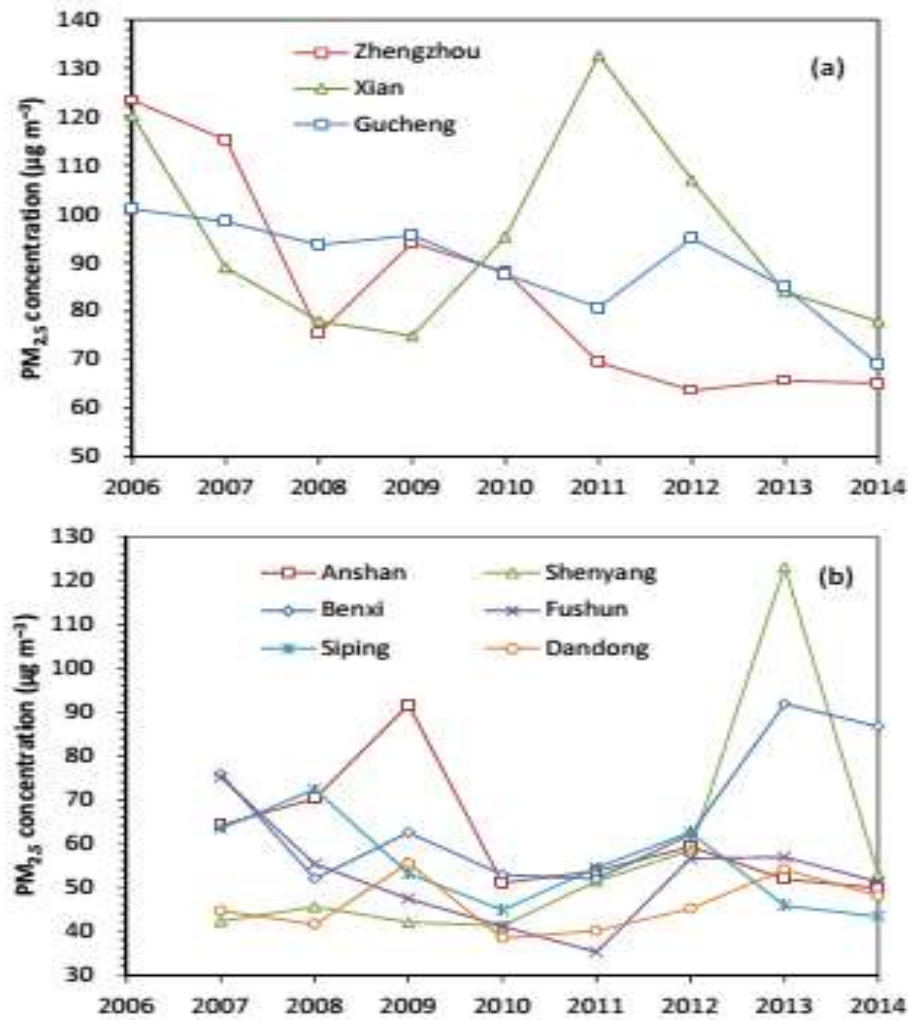 140
130
120
110
100
90
80
70
60
50
PM2.5 concentration (µg m⁻³)
Zhengzhou
Xian
Gucheng
(a)
2006 2007 2008 2009 2010 2011 2012 2013 2014
130
120
110
100
90
80
70
60
50
40
30
PM2.5 concentration (µg m⁻³)
Anshan Shenyang
Benxi Fushun
Siping Dandong
(b)
2006 2007 2008 2009 2010 2011 2012 2013 2014